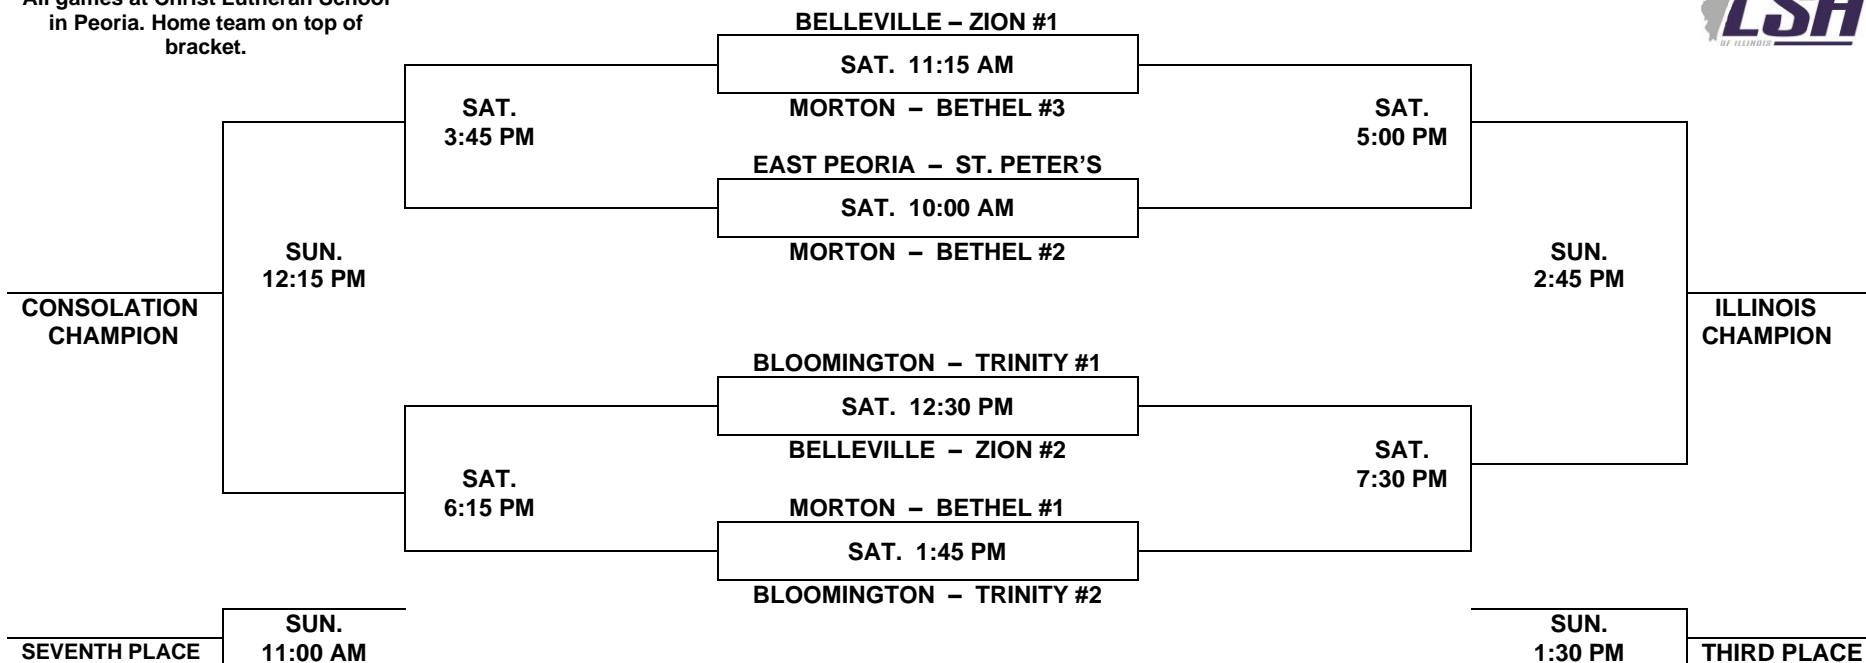 All games at Christ Lutheran School
in Peoria. Home team on top of
bracket.
LSH
OF ILLINOIS
BELLEVILLE – ZION #1
SAT. 11:15 AM
MORTON – BETHEL #3
SAT.
3:45 PM
SAT.
5:00 PM
EAST PEORIA – ST. PETER’S
SAT. 10:00 AM
MORTON – BETHEL #2
SUN.
12:15 PM
SUN.
2:45 PM
CONSOLATION
CHAMPION
ILLINOIS
CHAMPION
BLOOMINGTON – TRINITY #1
SAT. 12:30 PM
BELLEVILLE – ZION #2
SAT.
6:15 PM
SAT.
7:30 PM
MORTON – BETHEL #1
SAT. 1:45 PM
BLOOMINGTON – TRINITY #2
SUN.
11:00 AM
SEVENTH PLACE
SUN.
1:30 PM
THIRD PLACE